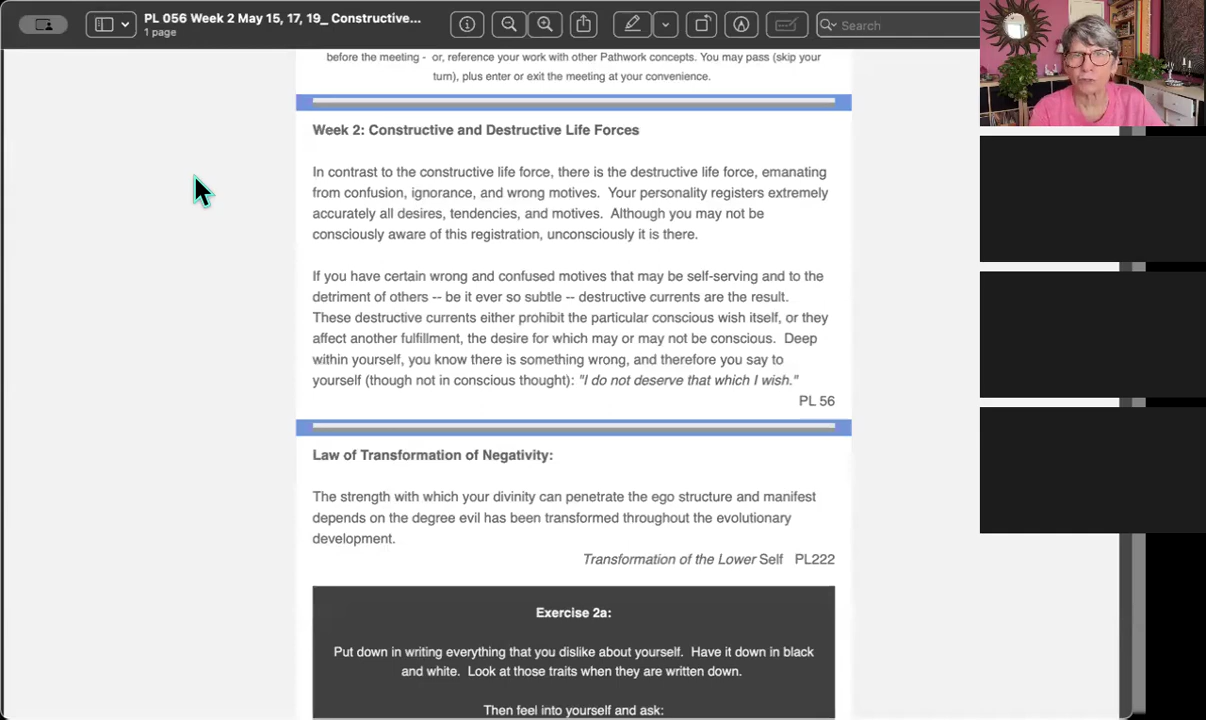 PL 056 Week 2 May 15, 17, 19_ Constructive...
1 page
Search
before the meeting - or, reference your work with other Pathwork concepts. You may pass (skip your
turn), plus enter or exit the meeting at your convenience.
Week 2: Constructive and Destructive Life Forces
In contrast to the constructive life force, there is the destructive life force, emanating
from confusion, ignorance, and wrong motives. Your personality registers extremely
accurately all desires, tendencies, and motives. Although you may not be
consciously aware of this registration, unconsciously it is there.
If you have certain wrong and confused motives that may be self-serving and to the
detriment of others -- be it ever so subtle -- destructive currents are the result.
These destructive currents either prohibit the particular conscious wish itself, or they
affect another fulfillment, the desire for which may or may not be conscious. Deep
within yourself, you know there is something wrong, and therefore you say to
yourself (though not in conscious thought): "I do not deserve that which I wish."
PL 56
Law of Transformation of Negativity:
The strength with which your divinity can penetrate the ego structure and manifest
depends on the degree evil has been transformed throughout the evolutionary
development.
Transformation of the Lower Self PL222
Exercise 2a:
Put down in writing everything that you dislike about yourself. Have it down in black
and white. Look at those traits when they are written down.
Then feel into yourself and ask: